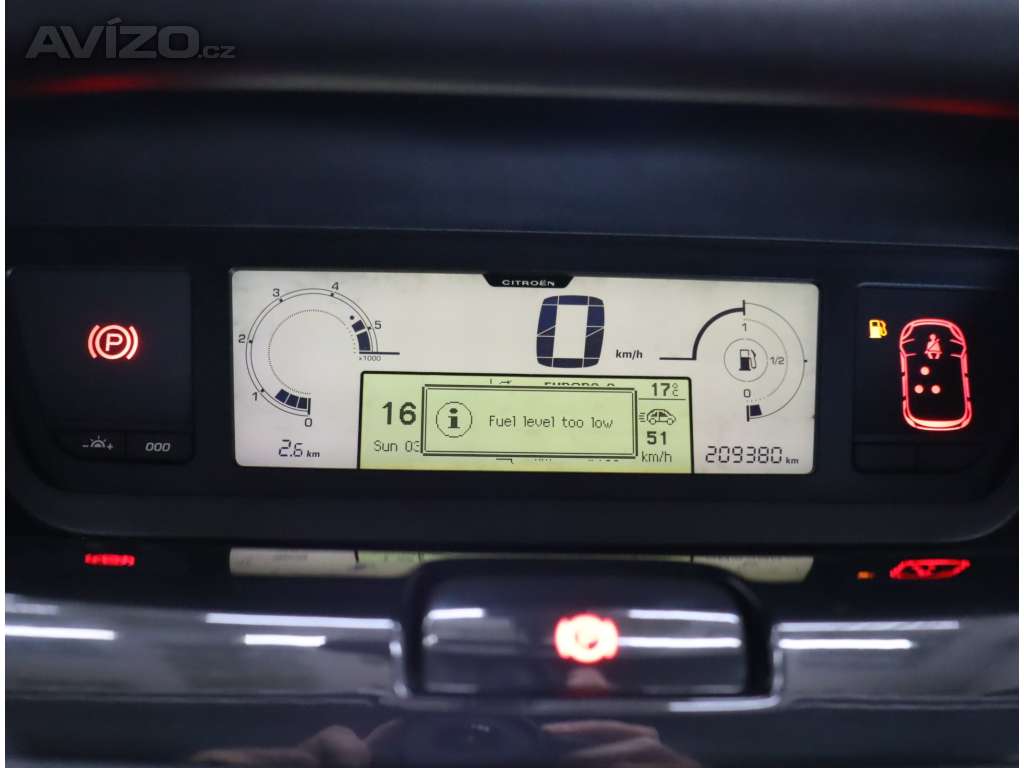 AVÍZO.cz
CITROËN
3 4
2 5
x1000
1 0
2.6 km
0 km/h
1
1/2
0
17°C
16
Fuel level too low
Sun 03
51
km/h
209380 km
P
- + 000